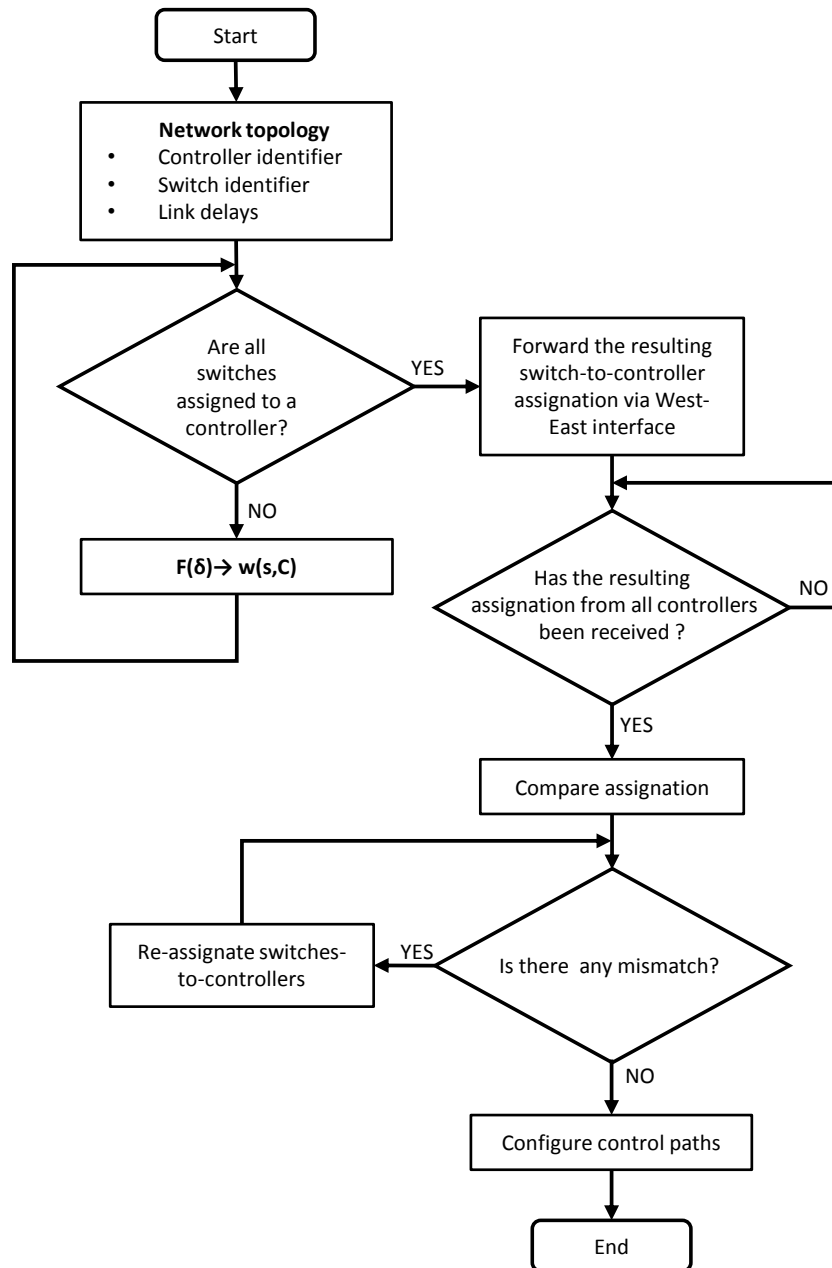 Start
Network topology
• Controller identifier
• Switch identifier
• Link delays
Are all
switches
assigned to a
controller?
YES
Forward the resulting
switch-to-controller
assignation via West-
East interface
NO
F(δ)→ w(s,C)
Has the resulting
assignation from all controllers
been received ?
NO
YES
Compare assignation
Re-assignate switches-
to-controllers
YES
Is there any mismatch?
NO
Configure control paths
End